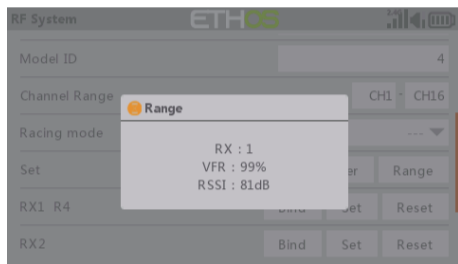 RF System ETHOS
Model ID 4
Channel Range CH1 - CH16
Range
Racing mode ---
RX : 1
VFR : 99%
RSSI : 81dB
Set Range
RX1 R4 Bind Set Reset
RX2 Bind Set Reset